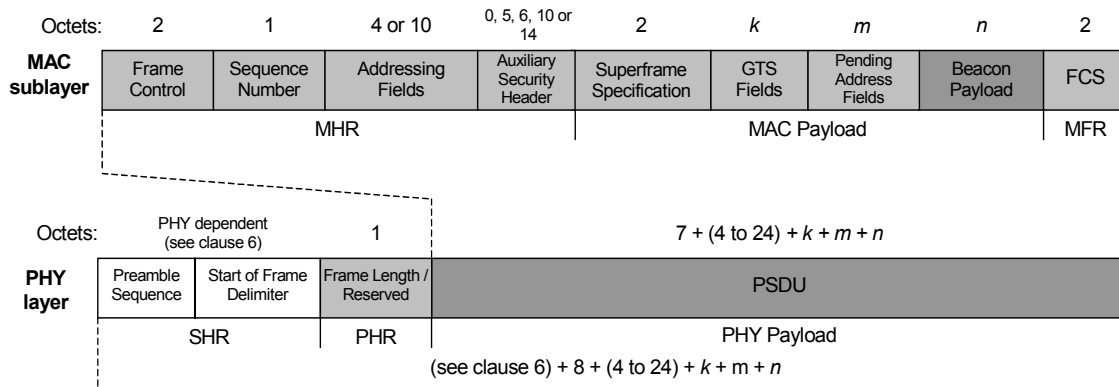 Octets: 2 1 4 or 10 0, 5, 6, 10 or 14 2 k m n 2
MAC sublayer
Frame Control
Sequence Number
Addressing Fields
Auxiliary Security Header
Superframe Specification
GTS Fields
Pending Address Fields
Beacon Payload
FCS
MHR MAC Payload MFR
Octets: PHY dependent (see clause 6) 1 7 + (4 to 24) + k + m + n
PHY layer
Preamble Sequence
Start of Frame Delimiter
Frame Length / Reserved
PSDU
SHR PHR PHY Payload
(see clause 6) + 8 + (4 to 24) + k + m + n